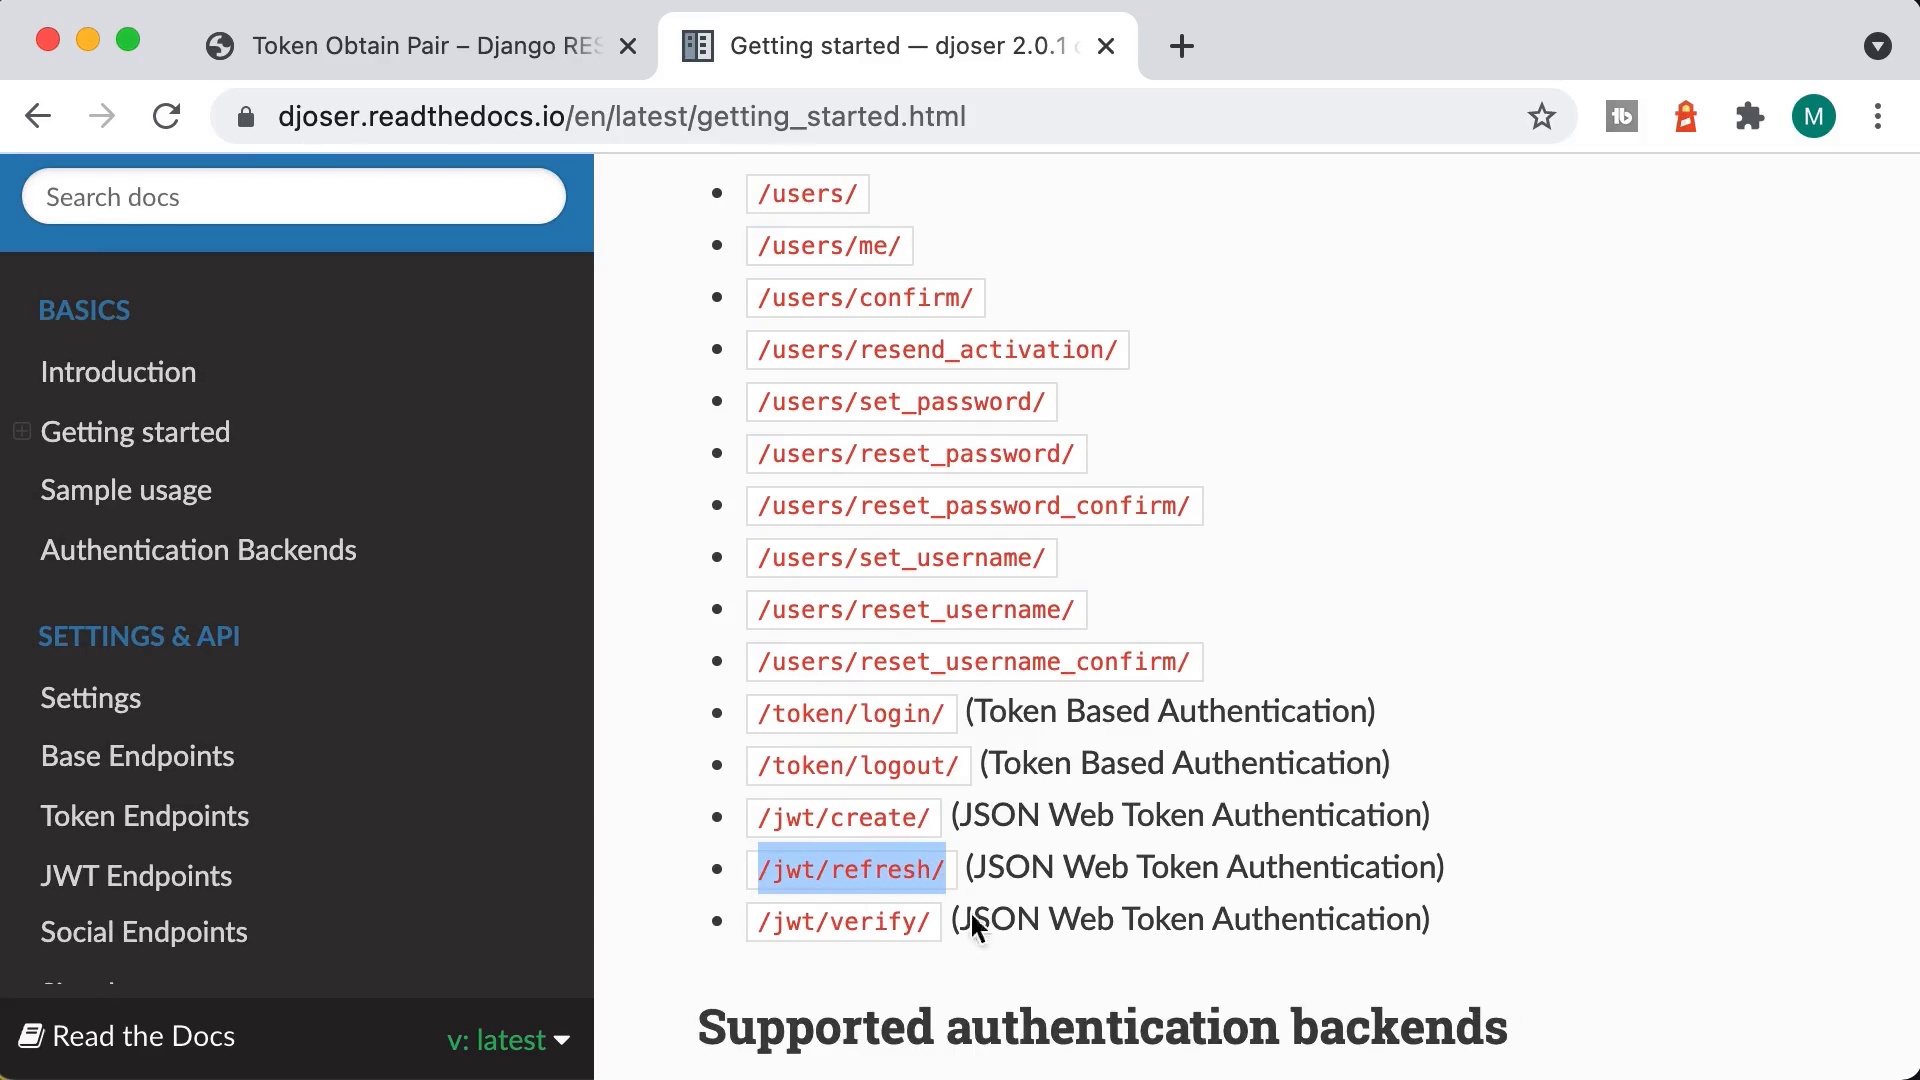 Token Obtain Pair – Django RES
Getting started — djoser 2.0.1
djoser.readthedocs.io/en/latest/getting_started.html
tb
M
Search docs
BASICS
Introduction
Getting started
Sample usage
Authentication Backends
SETTINGS & API
Settings
Base Endpoints
Token Endpoints
JWT Endpoints
Social Endpoints
Read the Docs
v: latest
/users/
/users/me/
/users/confirm/
/users/resend_activation/
/users/set_password/
/users/reset_password/
/users/reset_password_confirm/
/users/set_username/
/users/reset_username/
/users/reset_username_confirm/
/token/login/ (Token Based Authentication)
/token/logout/ (Token Based Authentication)
/jwt/create/ (JSON Web Token Authentication)
/jwt/refresh/ (JSON Web Token Authentication)
/jwt/verify/ (JSON Web Token Authentication)
Supported authentication backends